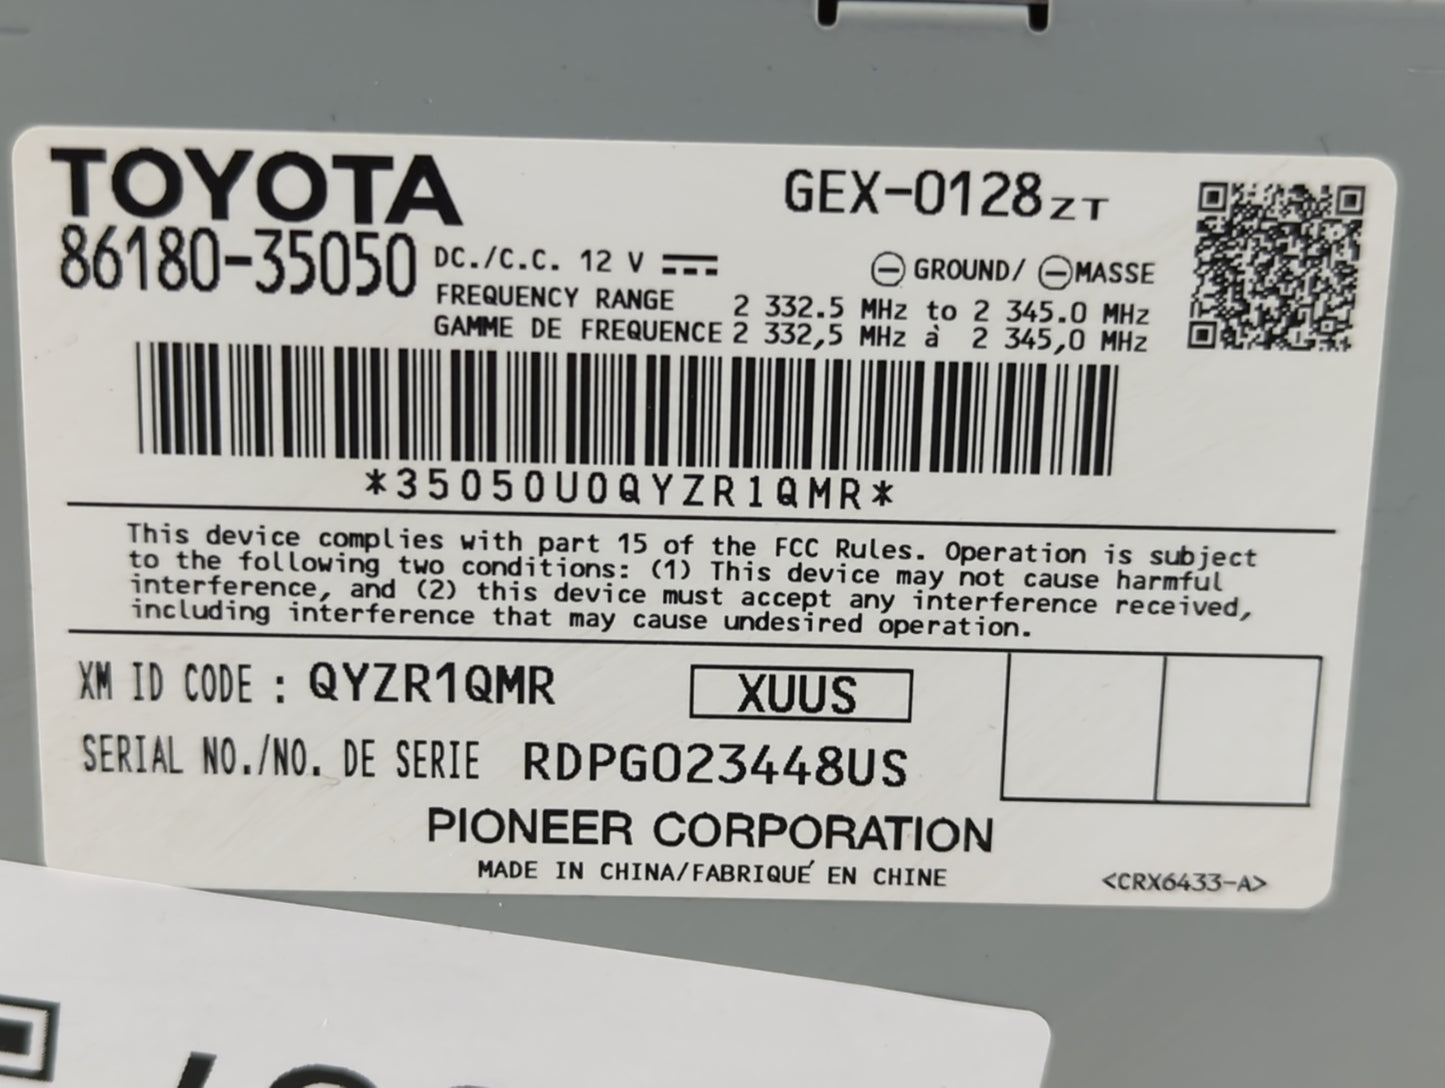 TOYOTA
GEX-0128ZT
86180-35050
DC./C.C. 12 V
GROUND/ MASSE
FREQUENCY RANGE 2 332.5 MHz to 2 345.0 MHz
GAMME DE FREQUENCE 2 332,5 MHz à 2 345,0 MHz
*35050U0QYZR1QMR*
This device complies with part 15 of the FCC Rules. Operation is subject
to the following two conditions: (1) This device may not cause harmful
interference, and (2) this device must accept any interference received,
including interference that may cause undesired operation.
XM ID CODE : QYZR1QMR
XUUS
SERIAL NO./NO. DE SERIE RDPG023448US
PIONEER CORPORATION
MADE IN CHINA/FABRIQUÉ EN CHINE
<CRX6433-A>